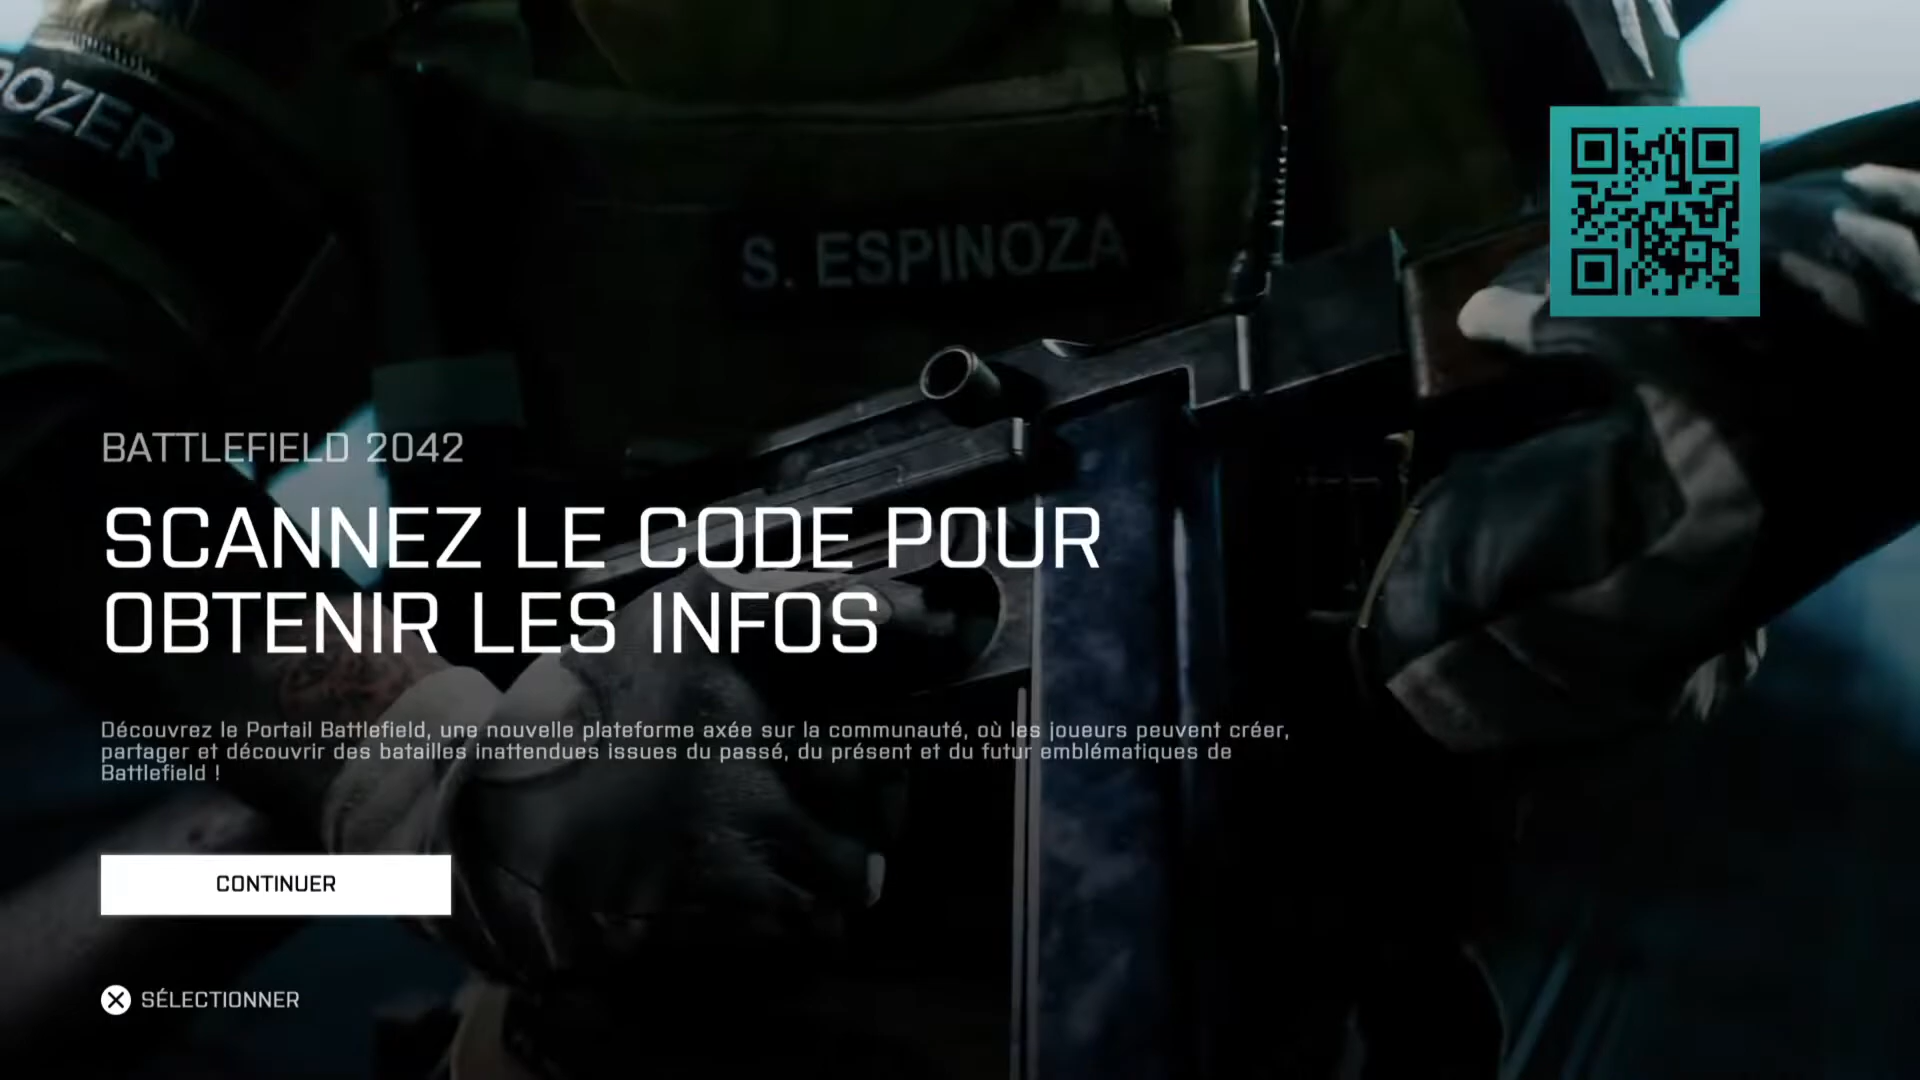 OZER
S. ESPINOZA
BATTLEFIELD 2042
SCANNEZ LE CODE POUR
OBTENIR LES INFOS
Découvrez le Portail Battlefield, une nouvelle plateforme axée sur la communauté, où les joueurs peuvent créer,
partager et découvrir des batailles inattendues issues du passé, du présent et du futur emblématiques de
Battlefield !
CONTINUER
SÉLECTIONNER